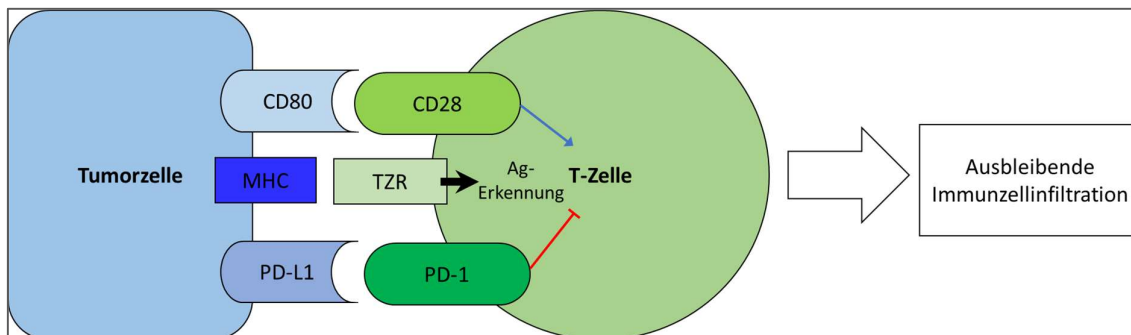 CD80
CD28
Tumorzelle
MHC
TZR
Ag-
Erkennung
T-Zelle
PD-L1
PD-1
Ausbleibende
Immunzellinfiltration